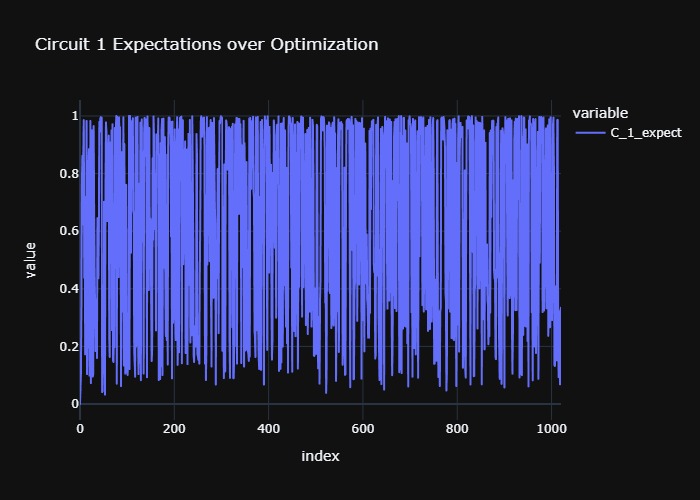 Circuit 1 Expectations over Optimization
variable
C_1_expect
value
1
0.8
0.6
0.4
0.2
0
0 200 400 600 800 1000
index